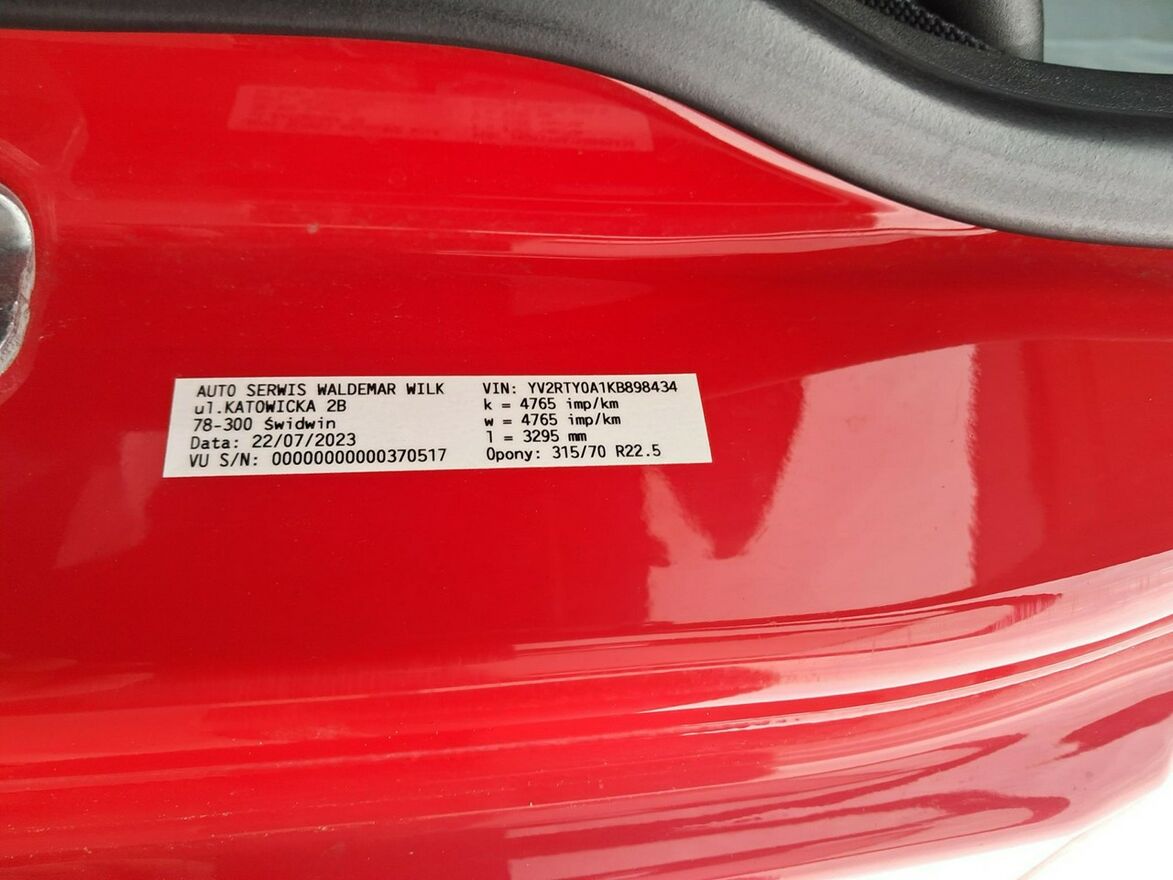 AUTO SERWIS WALDEMAR WILK
ul.KATOWICKA 2B
78-300 Świdwin
Data: 22/07/2023
VU S/N: 00000000000370517
VIN: YV2RTY0A1KB898434
k = 4765 imp/km
w = 4765 imp/km
l = 3295 mm
Opony: 315/70 R22.5